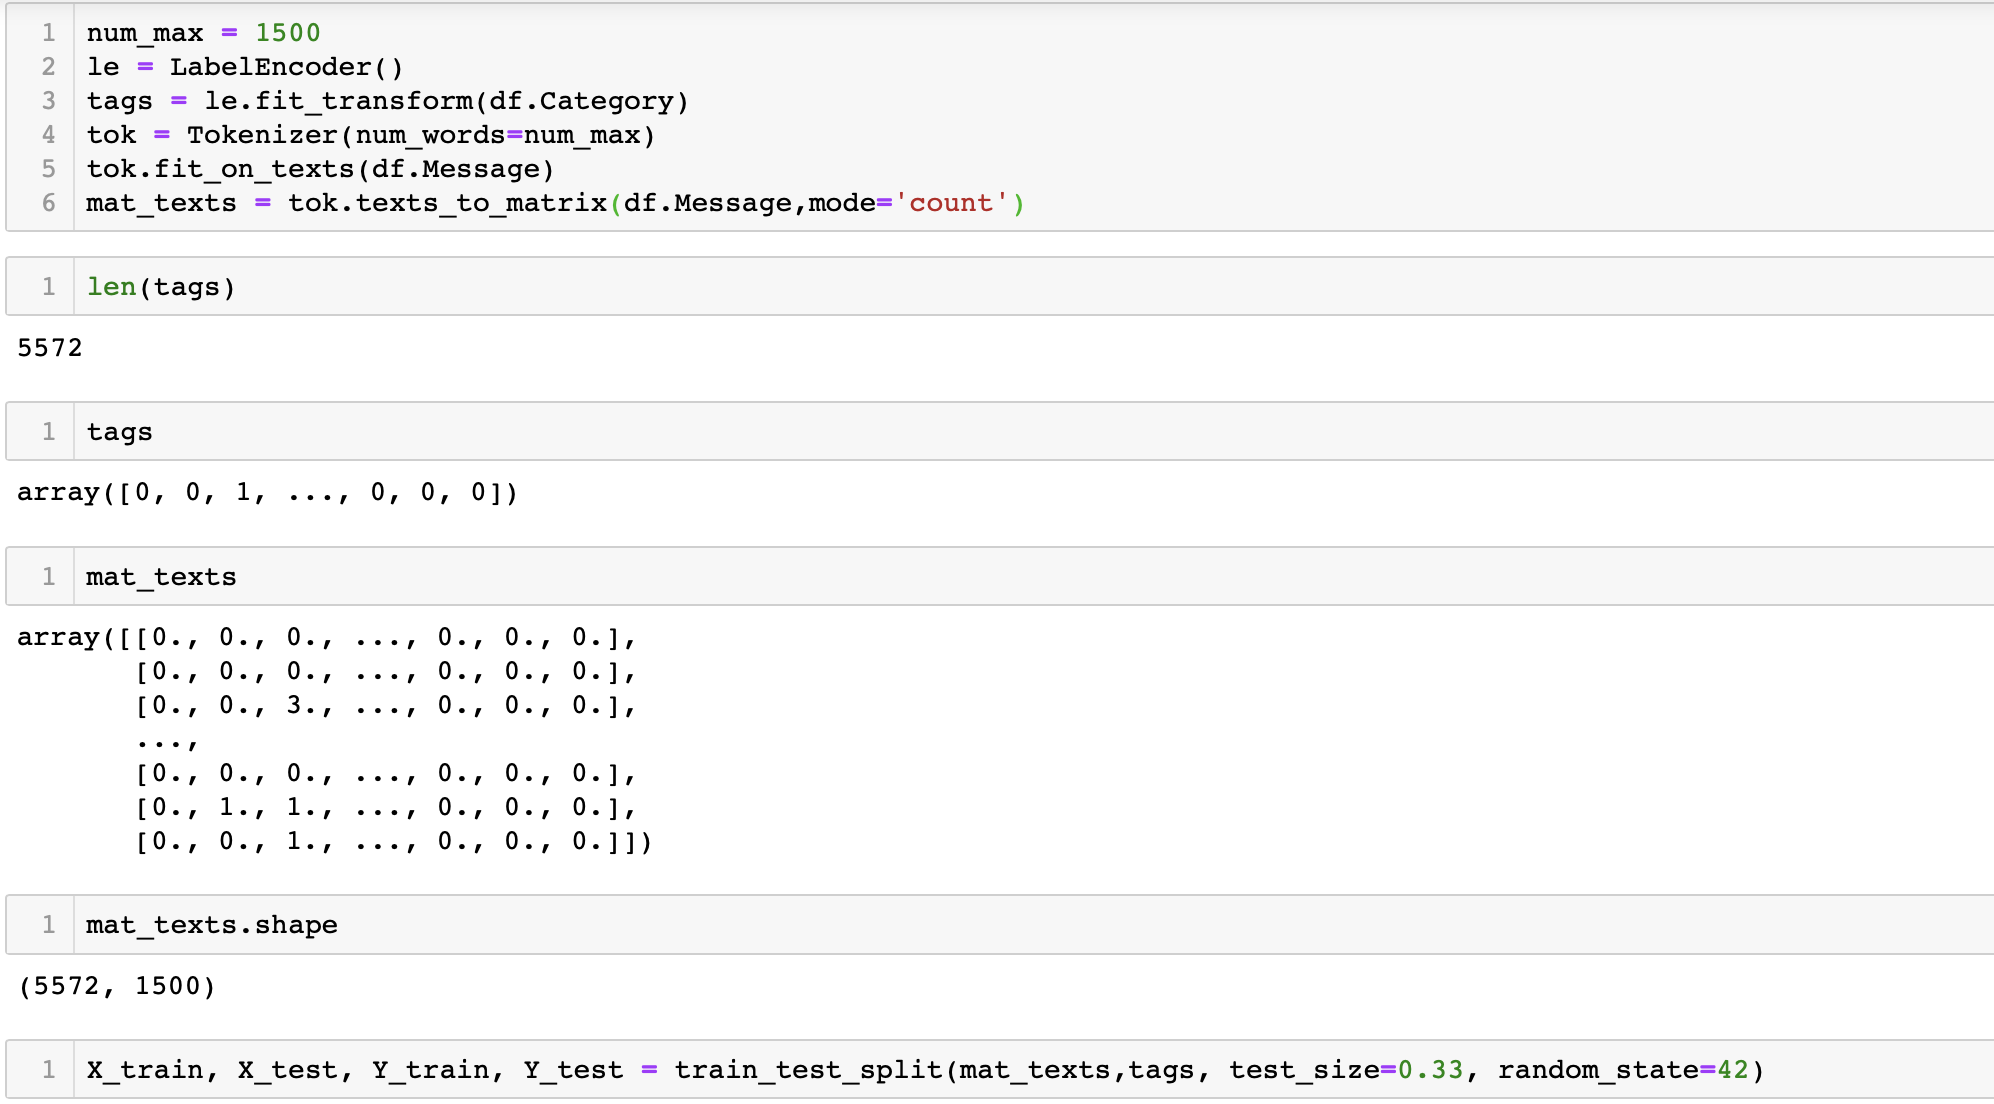 1 num_max = 1500
2 le = LabelEncoder()
3 tags = le.fit_transform(df.Category)
4 tok = Tokenizer(num_words=num_max)
5 tok.fit_on_texts(df.Message)
6 mat_texts = tok.texts_to_matrix(df.Message,mode='count')
1 len(tags)
5572
1 tags
array([0, 0, 1, ..., 0, 0, 0])
1 mat_texts
array([[0., 0., 0., ..., 0., 0., 0.],
       [0., 0., 0., ..., 0., 0., 0.],
       [0., 0., 3., ..., 0., 0., 0.],
       ...,
       [0., 0., 0., ..., 0., 0., 0.],
       [0., 1., 1., ..., 0., 0., 0.],
       [0., 0., 1., ..., 0., 0., 0.]])
1 mat_texts.shape
(5572, 1500)
1 X_train, X_test, Y_train, Y_test = train_test_split(mat_texts,tags, test_size=0.33, random_state=42)